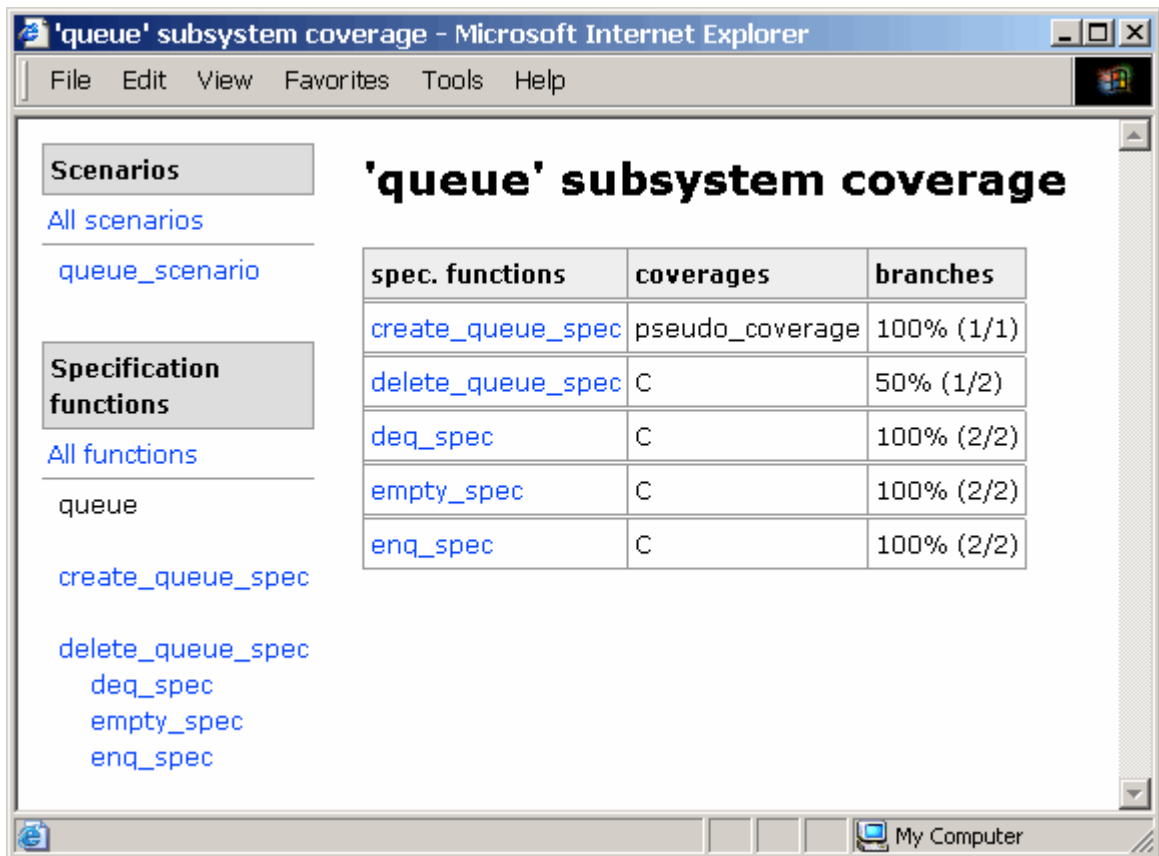 'queue' subsystem coverage - Microsoft Internet Explorer
File Edit View Favorites Tools Help
Scenarios
All scenarios
queue_scenario
Specification
functions
All functions
queue
create_queue_spec
delete_queue_spec
deq_spec
empty_spec
enq_spec
'queue' subsystem coverage
spec. functions coverages branches
create_queue_spec pseudo_coverage 100% (1/1)
delete_queue_spec C 50% (1/2)
deq_spec C 100% (2/2)
empty_spec C 100% (2/2)
enq_spec C 100% (2/2)
My Computer